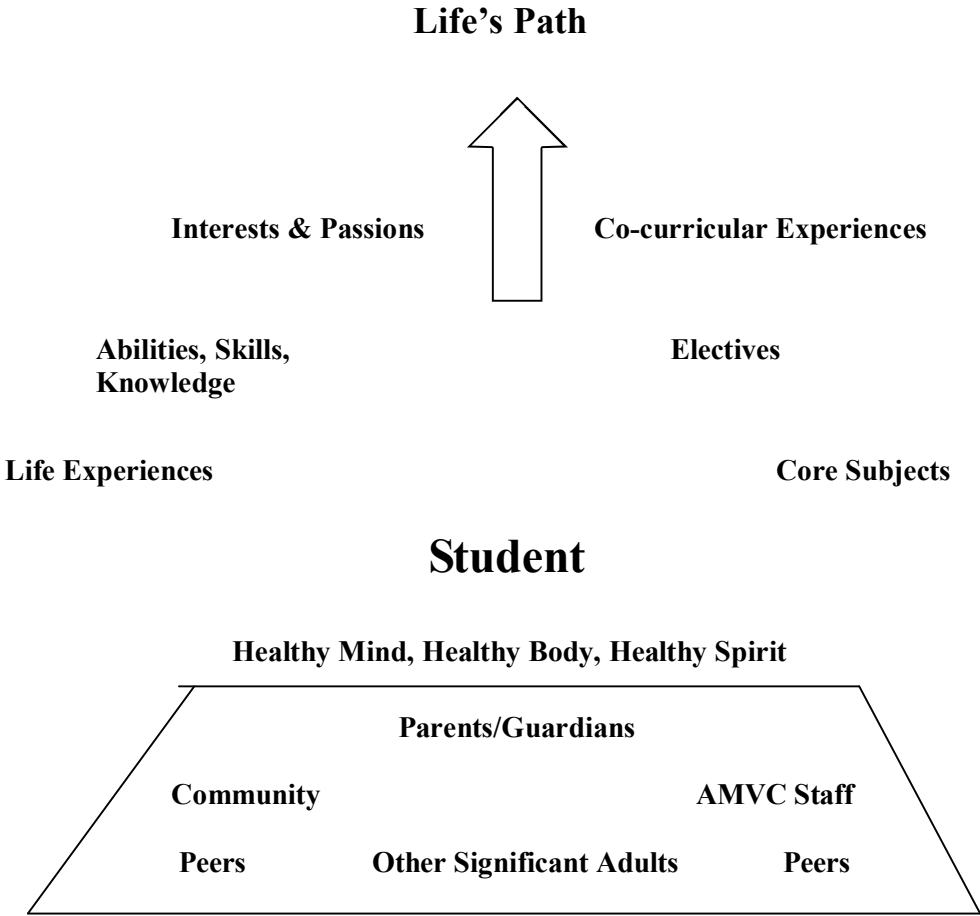 Life’s Path
Interests & Passions
Co-curricular Experiences
Abilities, Skills,
Knowledge
Electives
Life Experiences
Core Subjects
Student
Healthy Mind, Healthy Body, Healthy Spirit
Parents/Guardians
Community
AMVC Staff
Peers
Other Significant Adults
Peers